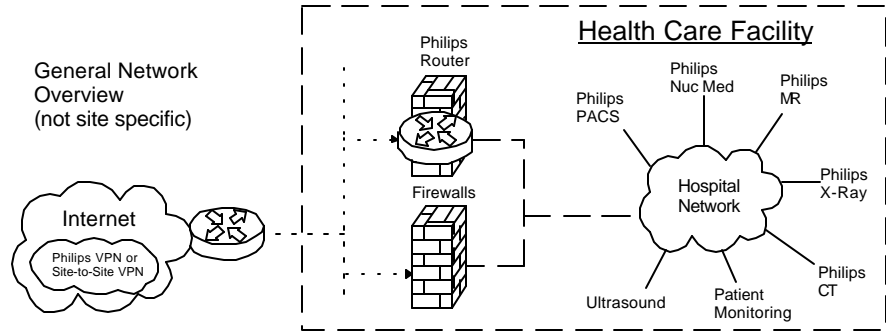 General Network
Overview
(not site specific)
Internet
Philips VPN or
Site-to-Site VPN
Philips
Router
Firewalls
Health Care Facility
Philips
PACS
Philips
Nuc Med
Philips
MR
Hospital
Network
Philips
X-Ray
Philips
CT
Patient
Monitoring
Ultrasound